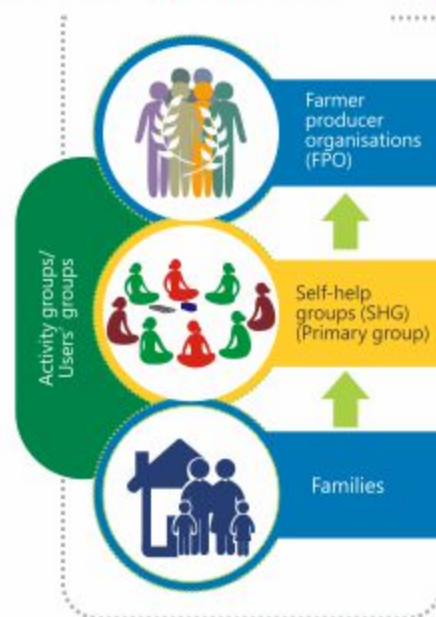 Farmer
producer
organisations
(FPO)
Activity groups/
Users' groups
Self-help
groups (SHG)
(Primary group)
Families